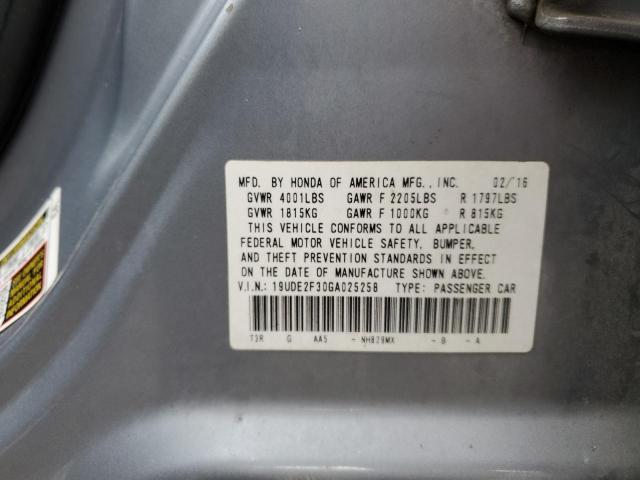 MFD. BY HONDA OF AMERICA MFG., INC. 02/'16
GVWR 4001LBS GAWR F 2205LBS R 1797LBS
GVWR 1815KG GAWR F 1000KG R 815KG
THIS VEHICLE CONFORMS TO ALL APPLICABLE
FEDERAL MOTOR VEHICLE SAFETY, BUMPER,
AND THEFT PREVENTION STANDARDS IN EFFECT
ON THE DATE OF MANUFACTURE SHOWN ABOVE.
V.I.N.: 19UDE2F30GA025258 TYPE: PASSENGER CAR
T3R G AA5 - NH829MX - B - A